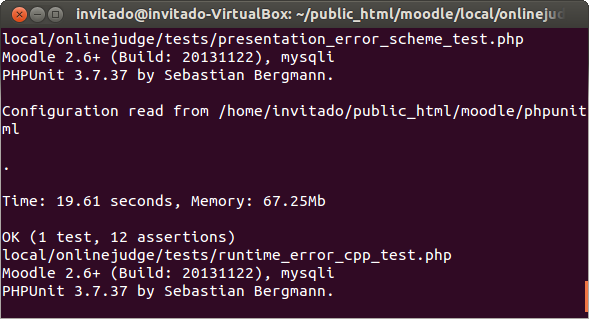 invitado@invitado-VirtualBox: ~/public_html/moodle/local/onlinejud
local/onlinejudge/tests/presentation_error_scheme_test.php
Moodle 2.6+ (Build: 20131122), mysqli
PHPUnit 3.7.37 by Sebastian Bergmann.
Configuration read from /home/invitado/public_html/moodle/phpunit
ml
.
Time: 19.61 seconds, Memory: 67.25Mb
OK (1 test, 12 assertions)
local/onlinejudge/tests/runtime_error_cpp_test.php
Moodle 2.6+ (Build: 20131122), mysqli
PHPUnit 3.7.37 by Sebastian Bergmann.